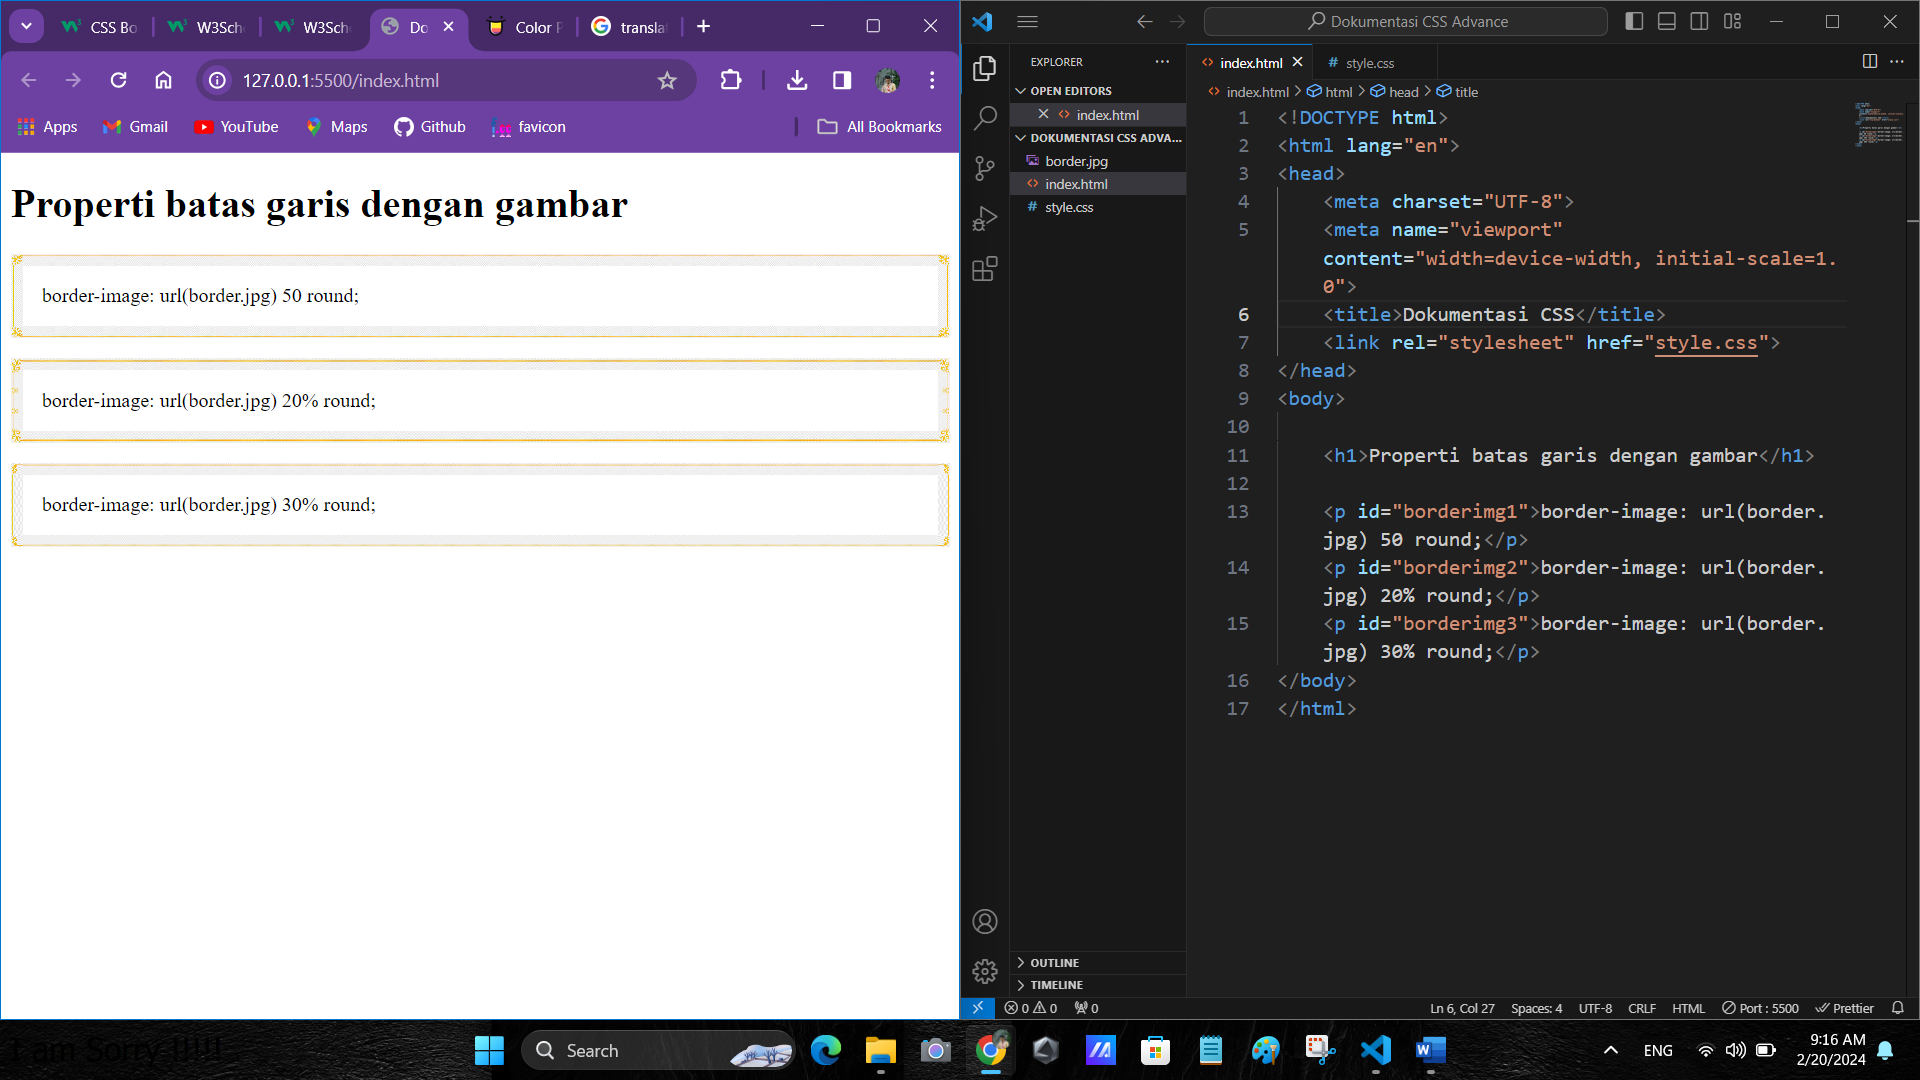 CSS Bo
W3Sch
W3Sch
Do
Color P
transla
127.0.0.1:5500/index.html
Apps
Gmail
YouTube
Maps
Github
favicon
All Bookmarks
Properti batas garis dengan gambar
border-image: url(border.jpg) 50 round;
border-image: url(border.jpg) 20% round;
border-image: url(border.jpg) 30% round;
Dokumentasi CSS Advance
EXPLORER
OPEN EDITORS
index.html
DOKUMENTASI CSS ADVA...
border.jpg
index.html
style.css
OUTLINE
TIMELINE
index.html
style.css
index.html > html > head > title
1 <!DOCTYPE html>
2 <html lang="en">
3 <head>
4 <meta charset="UTF-8">
5 <meta name="viewport"
content="width=device-width, initial-scale=1.
0">
6 <title>Dokumentasi CSS</title>
7 <link rel="stylesheet" href="style.css">
8 </head>
9 <body>
10
11 <h1>Properti batas garis dengan gambar</h1>
12
13 <p id="borderimg1">border-image: url(border.
jpg) 50 round;</p>
14 <p id="borderimg2">border-image: url(border.
jpg) 20% round;</p>
15 <p id="borderimg3">border-image: url(border.
jpg) 30% round;</p>
16 </body>
17 </html>
0 0 0
Ln 6, Col 27
Spaces: 4
UTF-8
CRLF
HTML
Port : 5500
Prettier
Search
ENG
9:16 AM
2/20/2024